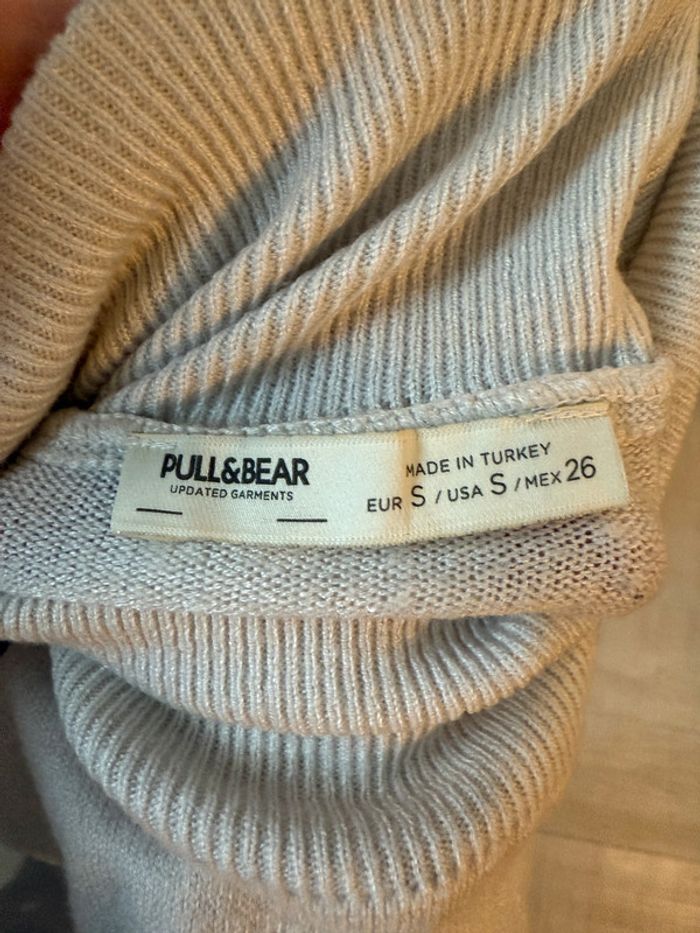 PULL&BEAR
UPDATED GARMENTS
MADE IN TURKEY
EUR S / USA S / MEX 26